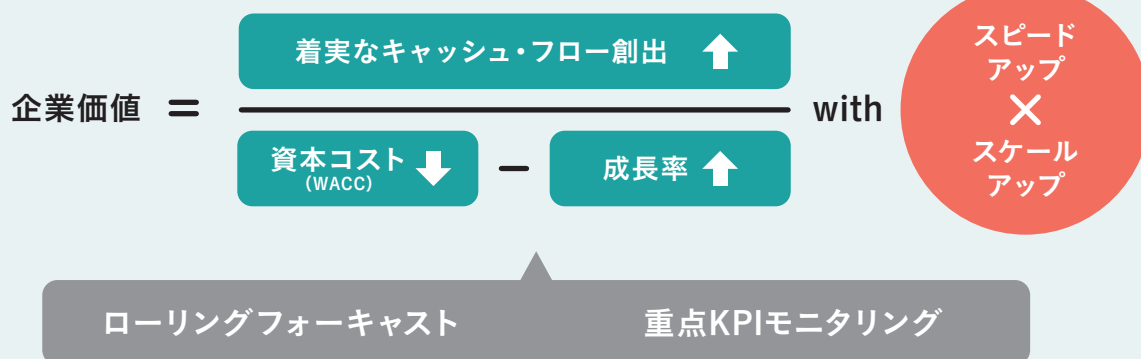 着実なキャッシュ・フロー創出
企業価値 = with
資本コスト
(WACC)
− 成長率
スピード
アップ
×
スケール
アップ
ローリングフォーキャスト 重点KPIモニタリング